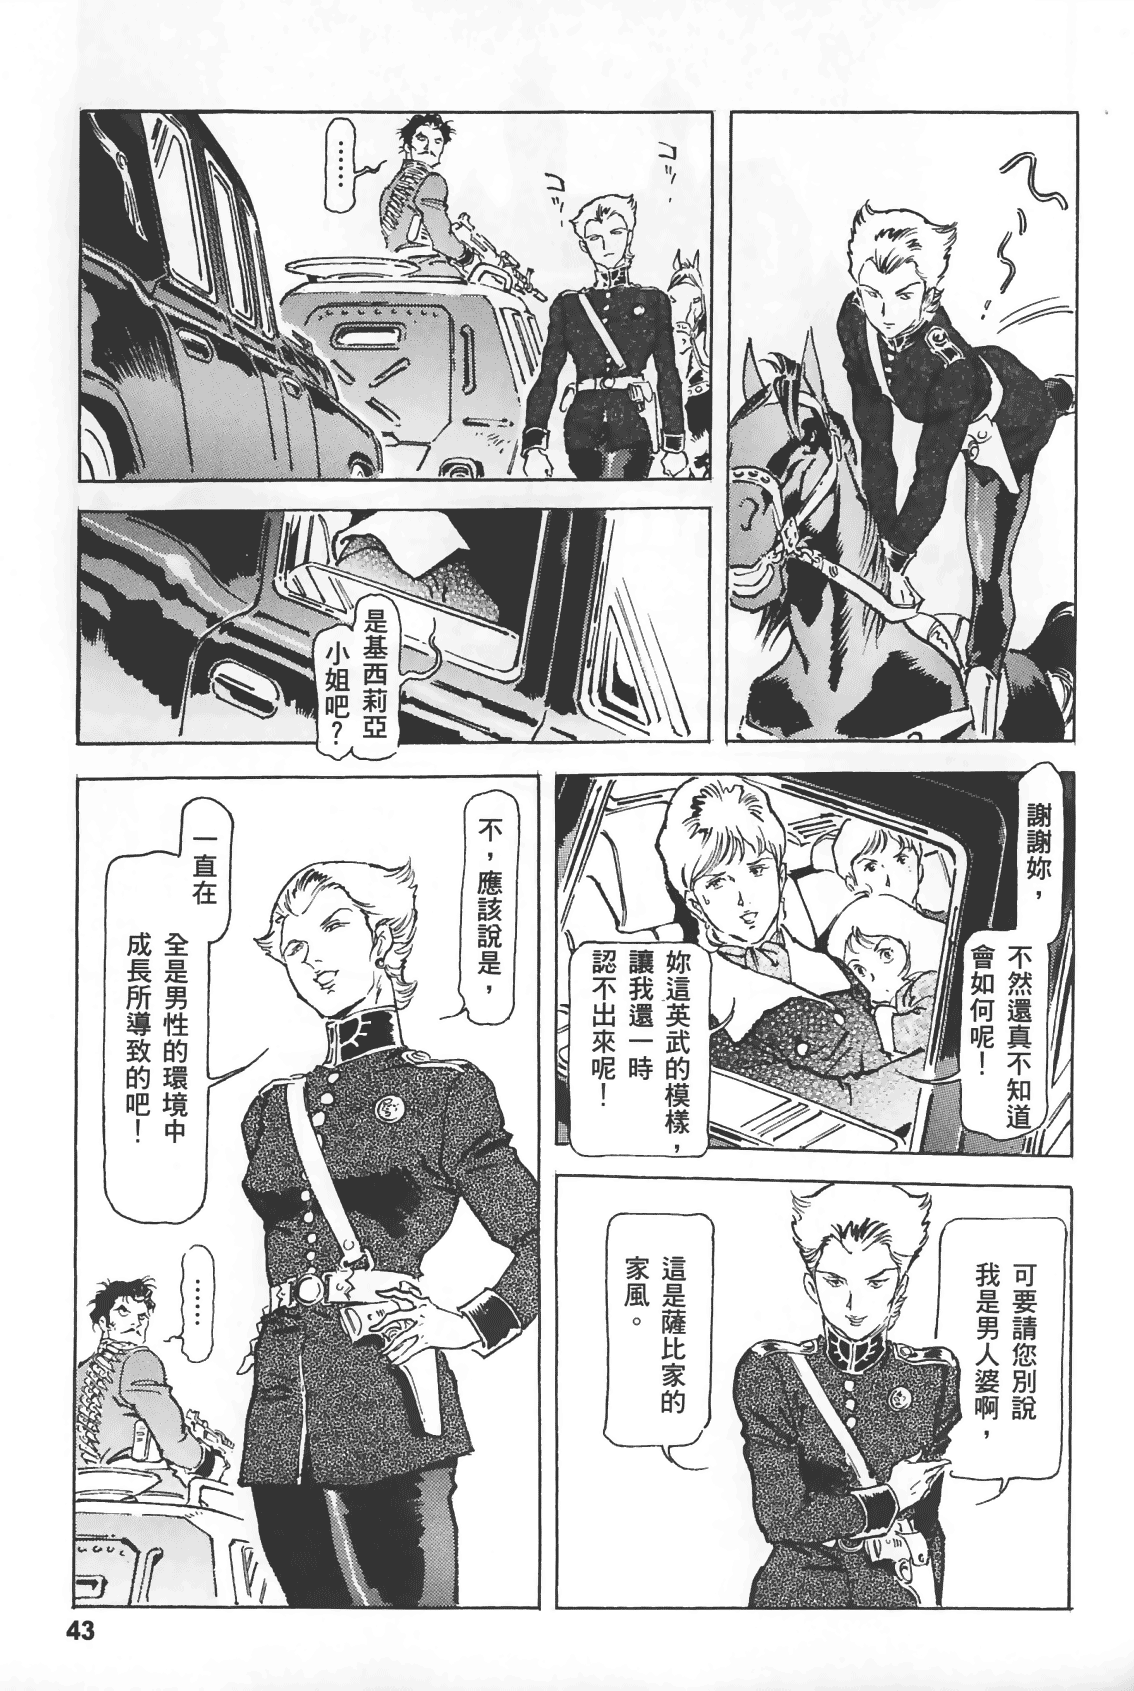 コ
ツ
コ
ツ
……
是基西莉亞
小姐吧？
謝謝妳，
不然還真不知道
會如何呢！
妳這英武的模樣，
讓我還一時
認不出來呢！
可要請您別說
我是男人婆啊，
這是薩比家的
家風。
不，應該說是，
一直在
全是男性的環境中
成長所導致的吧！
……
43